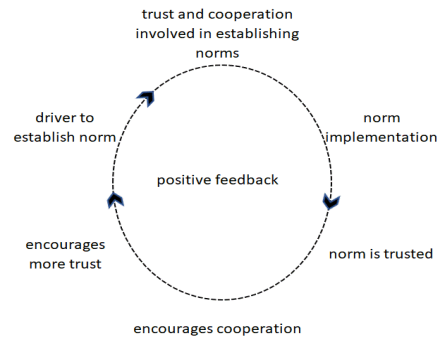 trust and cooperation
involved in establishing
norms
driver to
establish norm
norm
implementation
positive feedback
encourages
more trust
norm is trusted
encourages cooperation